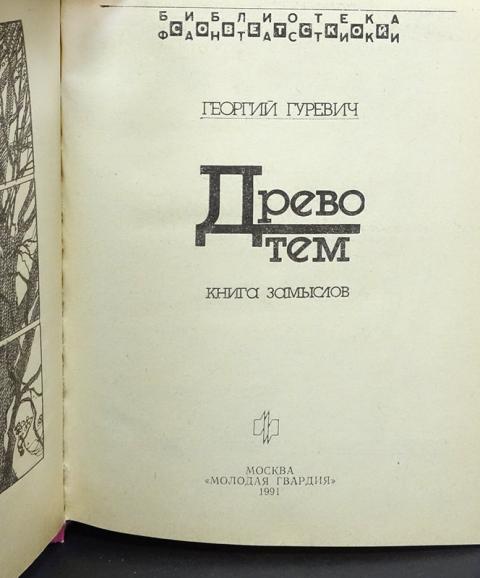 БИБЛИОТЕКА
СОВЕТСКОЙ
ФАНТАСТИКИ
ГЕОРГИЙ ГУРЕВИЧ
Древо
тем
КНИГА ЗАМЫСЛОВ
МОСКВА
«МОЛОДАЯ ГВАРДИЯ»
1991